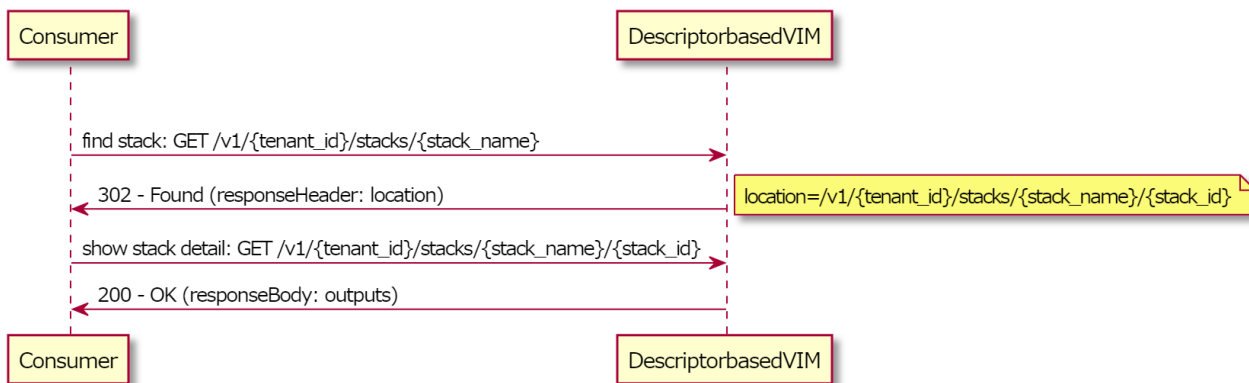 Consumer
DescriptorbasedVIM
find stack: GET /v1/{tenant_id}/stacks/{stack_name}
302 - Found (responseHeader: location)
location=/v1/{tenant_id}/stacks/{stack_name}/{stack_id}
show stack detail: GET /v1/{tenant_id}/stacks/{stack_name}/{stack_id}
200 - OK (responseBody: outputs)
Consumer
DescriptorbasedVIM